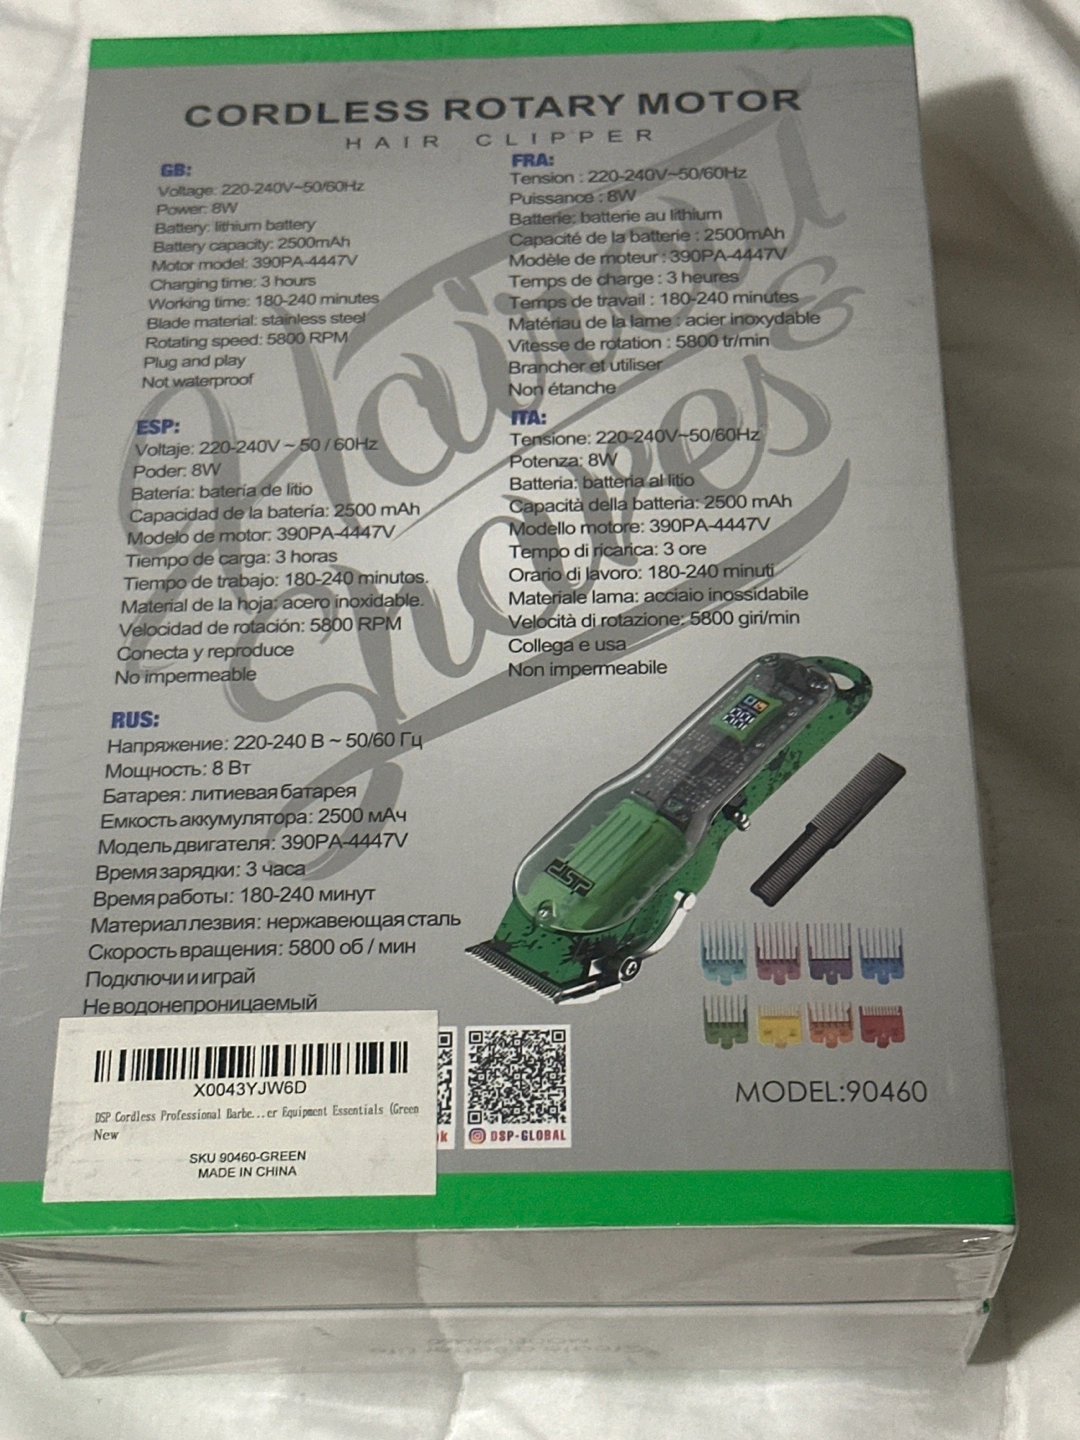 CORDLESS ROTARY MOTOR
HAIR CLIPPER
GB:
Voltage: 220-240V~50/60Hz
Power: 8W
Battery: lithium battery
Battery capacity: 2500mAh
Motor model: 390PA-4447V
Charging time: 3 hours
Working time: 180-240 minutes
Blade material: stainless steel
Rotating speed: 5800 RPM
Plug and play
Not waterproof
FRA:
Tension : 220-240V~50/60Hz
Puissance : 8W
Batterie: batterie au lithium
Capacité de la batterie : 2500mAh
Modèle de moteur : 390PA-4447V
Temps de charge : 3 heures
Temps de travail : 180-240 minutes
Matériau de la lame : acier inoxydable
Vitesse de rotation : 5800 tr/min
Brancher et utiliser
Non étanche
ESP:
Voltaje: 220-240V ~ 50 / 60Hz
Poder: 8W
Batería: batería de litio
Capacidad de la batería: 2500 mAh
Modelo de motor: 390PA-4447V
Tiempo de carga: 3 horas
Tiempo de trabajo: 180-240 minutos.
Material de la hoja: acero inoxidable.
Velocidad de rotación: 5800 RPM
Conecta y reproduce
No impermeable
ITA:
Tensione: 220-240V~50/60Hz
Potenza: 8W
Batteria: batteria al litio
Capacità della batteria: 2500 mAh
Modello motore: 390PA-4447V
Tempo di ricarica: 3 ore
Orario di lavoro: 180-240 minuti
Materiale lama: acciaio inossidabile
Velocità di rotazione: 5800 giri/min
Collega e usa
Non impermeabile
RUS:
Напряжение: 220-240 В ~ 50/60 Гц
Мощность: 8 Вт
Батарея: литиевая батарея
Емкость аккумулятора: 2500 мАч
Модель двигателя: 390PA-4447V
Время зарядки: 3 часа
Время работы: 180-240 минут
Материал лезвия: нержавеющая сталь
Скорость вращения: 5800 об / мин
Подключи и играй
Не водонепроницаемый
dsp
X0043YJW6D
DSP Cordless Professional Barbe...er Equipment Essentials (Green
New
SKU 90460-GREEN
MADE IN CHINA
k
DSP-GLOBAL
MODEL:90460